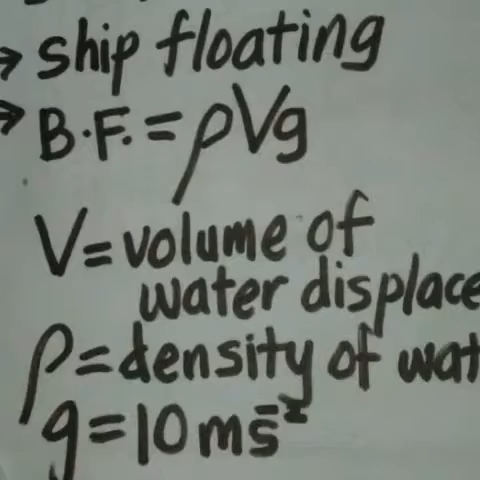 → ship floating
→ B.F. = ρVg
V = volume of
water displace
ρ = density of wat
g = 10 ms⁻²